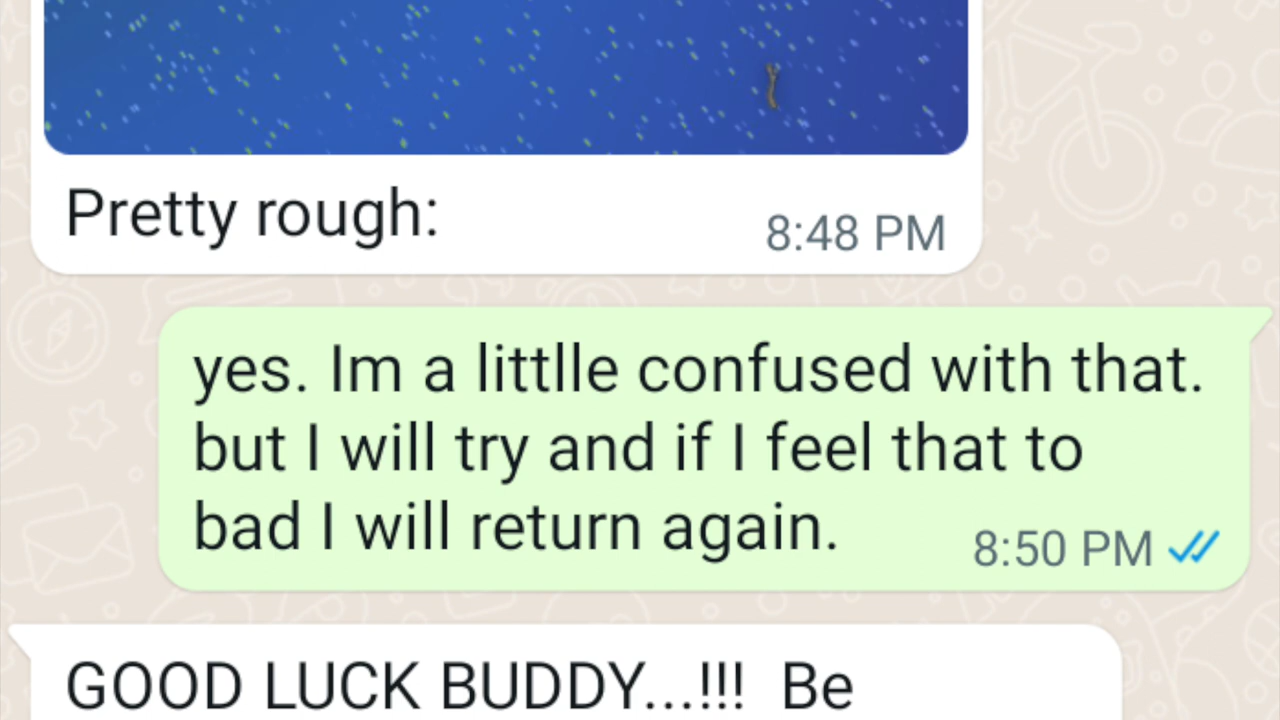 Pretty rough:
8:48 PM
yes. Im a littlle confused with that.
but I will try and if I feel that to
bad I will return again.
8:50 PM
GOOD LUCK BUDDY...!!! Be